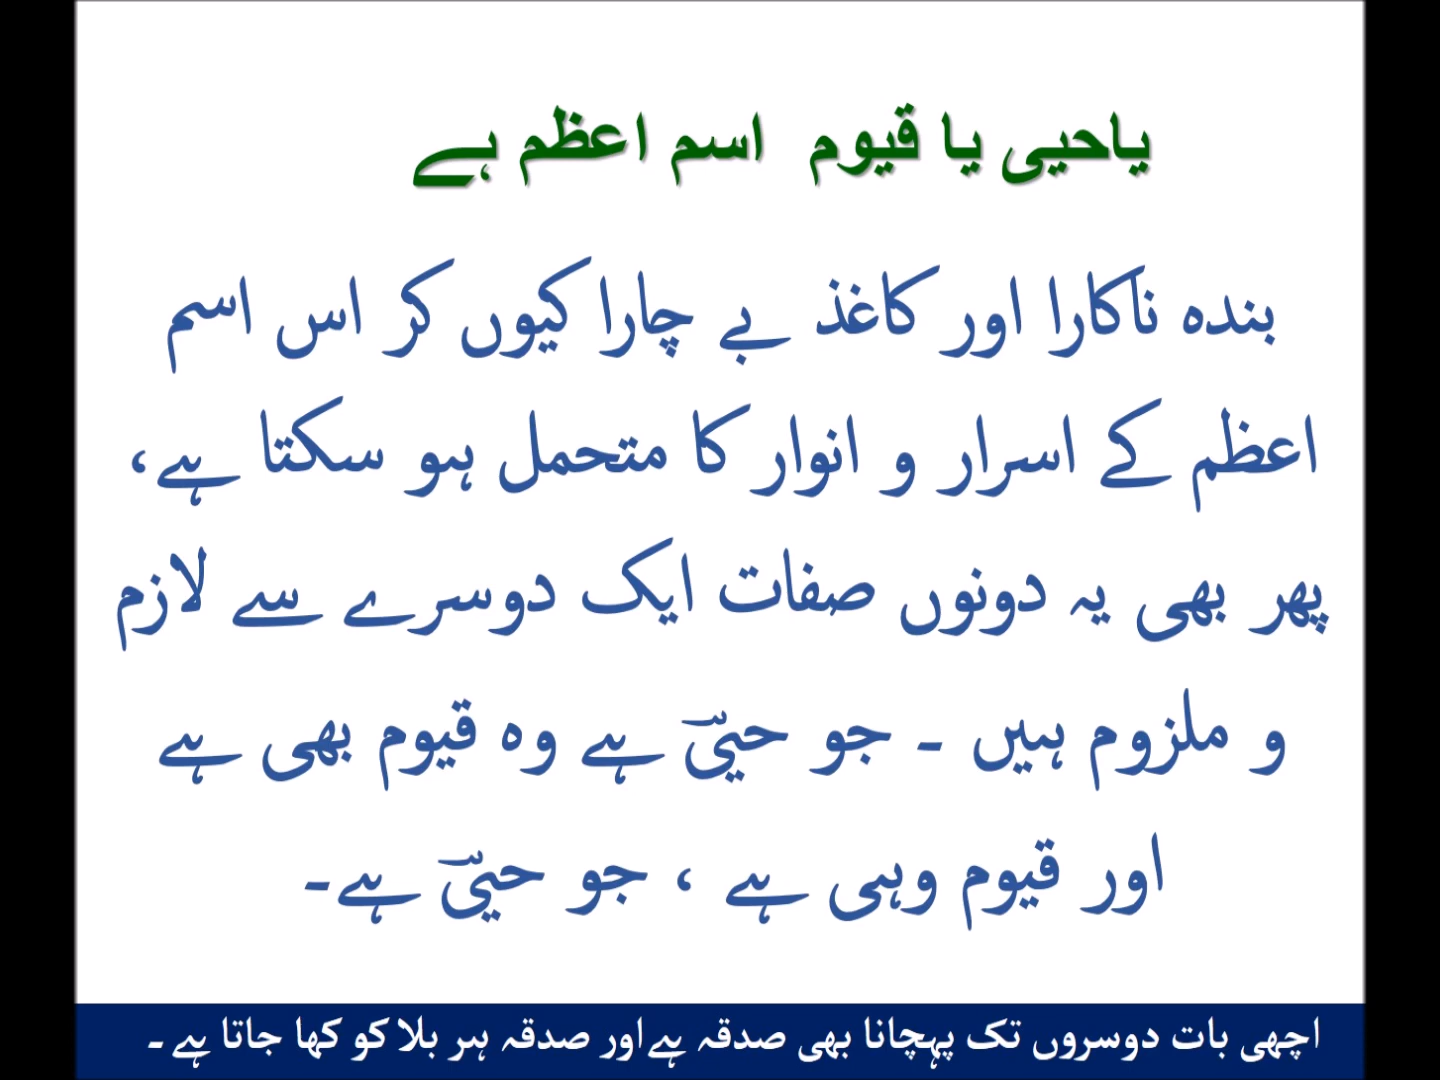 یاحیی یا قیوم اسم اعظم ہے
بندہ ناکارا اور کاغذ بے چارا کیوں کر اس اسم
اعظم کے اسرار و انوار کا متحمل ہو سکتا ہے،
پھر بھی یہ دونوں صفات ایک دوسرے سے لازم
و ملزوم ہیں ۔ جو حییؔ ہے وہ قیوم بھی ہے
اور قیوم وہی ہے ، جو حییؔ ہے۔
اچھی بات دوسروں تک پہچانا بھی صدقہ ہےاور صدقہ ہر بلا کو کھا جاتا ہے ۔